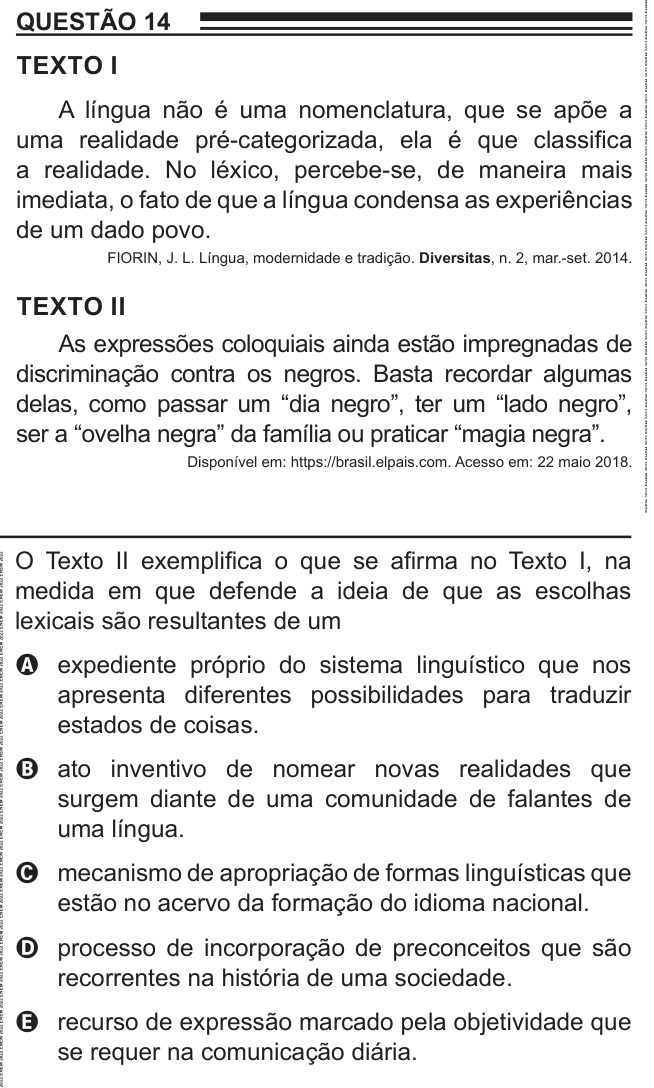 QUESTÃO 14
TEXTO I
A língua não é uma nomenclatura, que se apõe a
uma realidade pré-categorizada, ela é que classifica
a realidade. No léxico, percebe-se, de maneira mais
imediata, o fato de que a língua condensa as experiências
de um dado povo.
FIORIN, J. L. Língua, modernidade e tradição. Diversitas, n. 2, mar.-set. 2014.
TEXTO II
As expressões coloquiais ainda estão impregnadas de
discriminação contra os negros. Basta recordar algumas
delas, como passar um “dia negro”, ter um “lado negro”,
ser a “ovelha negra” da família ou praticar “magia negra”.
Disponível em: https://brasil.elpais.com. Acesso em: 22 maio 2018.
O Texto II exemplifica o que se afirma no Texto I, na
medida em que defende a ideia de que as escolhas
lexicais são resultantes de um
A expediente próprio do sistema linguístico que nos
apresenta diferentes possibilidades para traduzir
estados de coisas.
B ato inventivo de nomear novas realidades que
surgem diante de uma comunidade de falantes de
uma língua.
C mecanismo de apropriação de formas linguísticas que
estão no acervo da formação do idioma nacional.
D processo de incorporação de preconceitos que são
recorrentes na história de uma sociedade.
E recurso de expressão marcado pela objetividade que
se requer na comunicação diária.